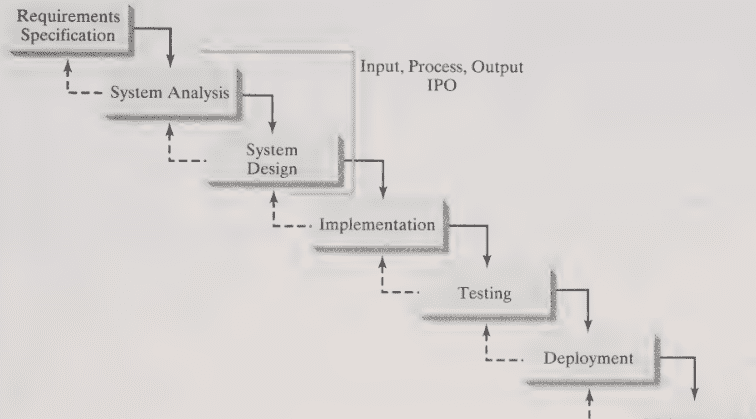 Requirements
Specification
Input, Process, Output
IPO
System Analysis
System
Design
Implementation
Testing
Deployment